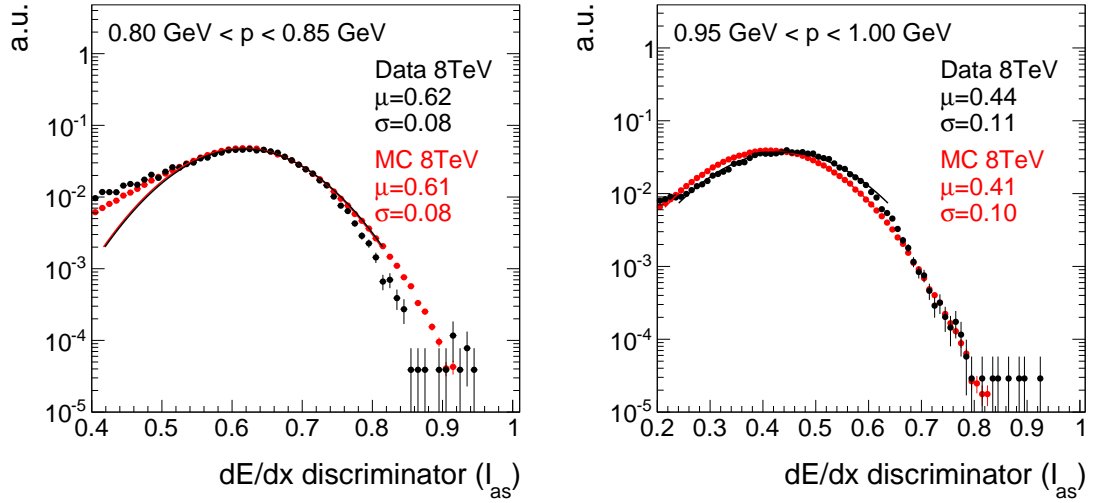 a.u.
0.80 GeV < p < 0.85 GeV
Data 8TeV
μ=0.62
σ=0.08
MC 8TeV
μ=0.61
σ=0.08
1
10⁻¹
10⁻²
10⁻³
10⁻⁴
10⁻⁵
0.4 0.5 0.6 0.7 0.8 0.9 1
dE/dx discriminator (I_as)
a.u.
0.95 GeV < p < 1.00 GeV
Data 8TeV
μ=0.44
σ=0.11
MC 8TeV
μ=0.41
σ=0.10
1
10⁻¹
10⁻²
10⁻³
10⁻⁴
10⁻⁵
0.2 0.3 0.4 0.5 0.6 0.7 0.8 0.9 1
dE/dx discriminator (I_as)